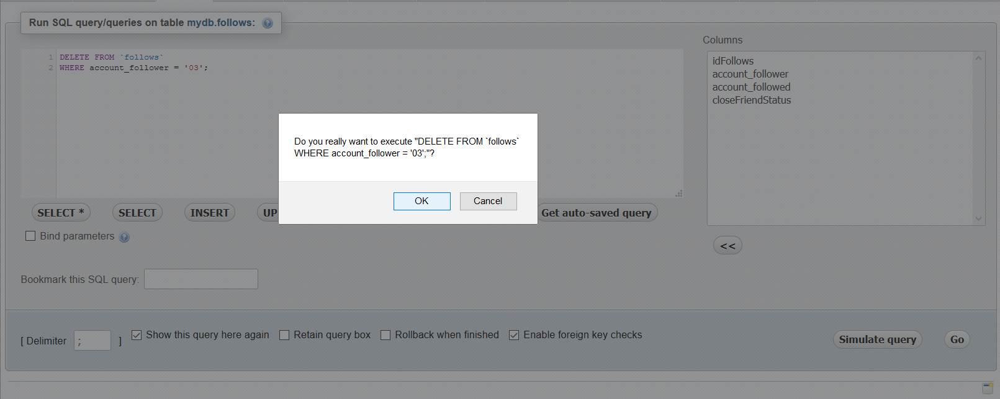 Run SQL query/queries on table mydb.follows:
1 DELETE FROM `follows`
2 WHERE account_follower = '03';
Columns
idFollows
account_follower
account_followed
closeFriendStatus
Do you really want to execute "DELETE FROM `follows`
WHERE account_follower = '03';"?
OK Cancel
SELECT * SELECT INSERT UP Get auto-saved query
Bind parameters
<<
Bookmark this SQL query:
[ Delimiter ; ] Show this query here again Retain query box Rollback when finished Enable foreign key checks
Simulate query Go